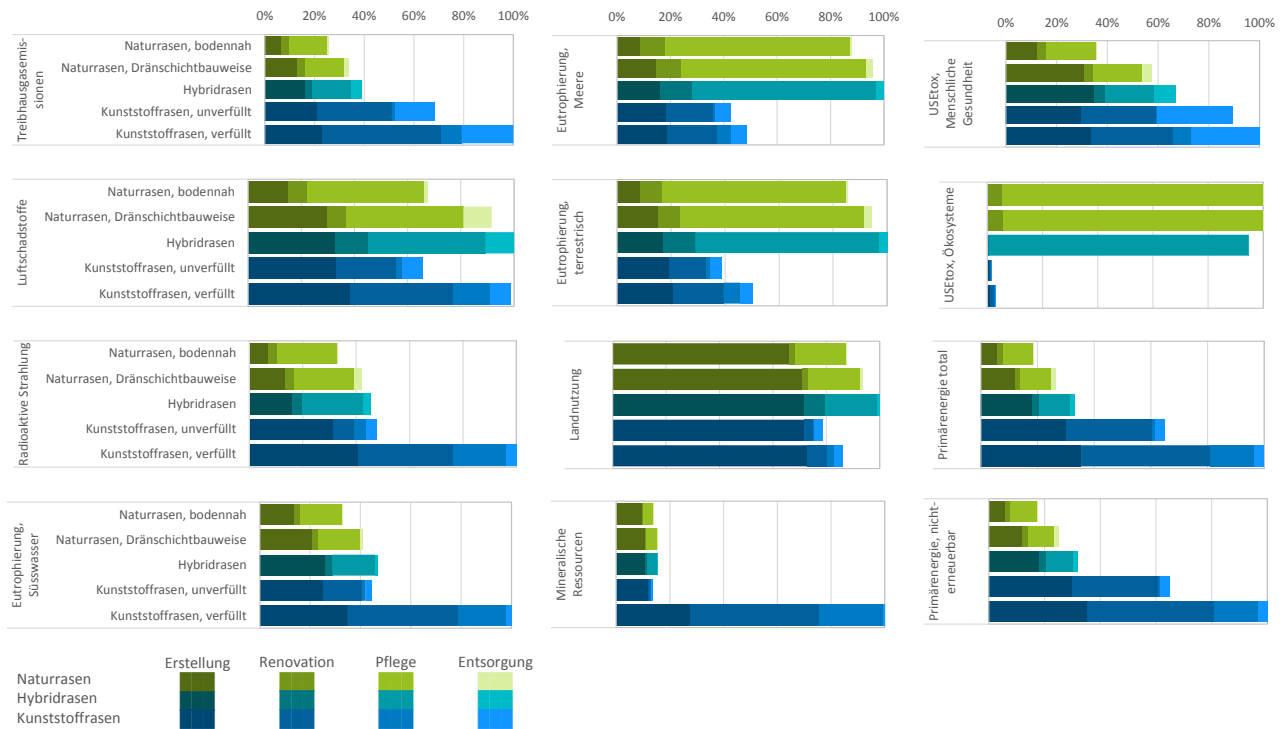 0% 20% 40% 60% 80% 100%
Treibhausgasemis-
sionen
Naturrasen, bodennah
Naturrasen, Dränschichtbauweise
Hybridrasen
Kunststoffrasen, unverfüllt
Kunststoffrasen, verfüllt
Luftschadstoffe
Naturrasen, bodennah
Naturrasen, Dränschichtbauweise
Hybridrasen
Kunststoffrasen, unverfüllt
Kunststoffrasen, verfüllt
Radioaktive Strahlung
Naturrasen, bodennah
Naturrasen, Dränschichtbauweise
Hybridrasen
Kunststoffrasen, unverfüllt
Kunststoffrasen, verfüllt
Eutrophierung,
Süsswasser
Naturrasen, bodennah
Naturrasen, Dränschichtbauweise
Hybridrasen
Kunststoffrasen, unverfüllt
Kunststoffrasen, verfüllt
0% 20% 40% 60% 80% 100%
Eutrophierung,
Meere
Eutrophierung,
terrestrisch
Landnutzung
Mineralische
Ressourcen
0% 20% 40% 60% 80% 100%
USEtox,
Menschliche
Gesundheit
USEtox, Ökosysteme
Primärenergie total
Primärenergie, nicht-
erneuerbar
Erstellung Renovation Pflege Entsorgung
Naturrasen
Hybridrasen
Kunststoffrasen